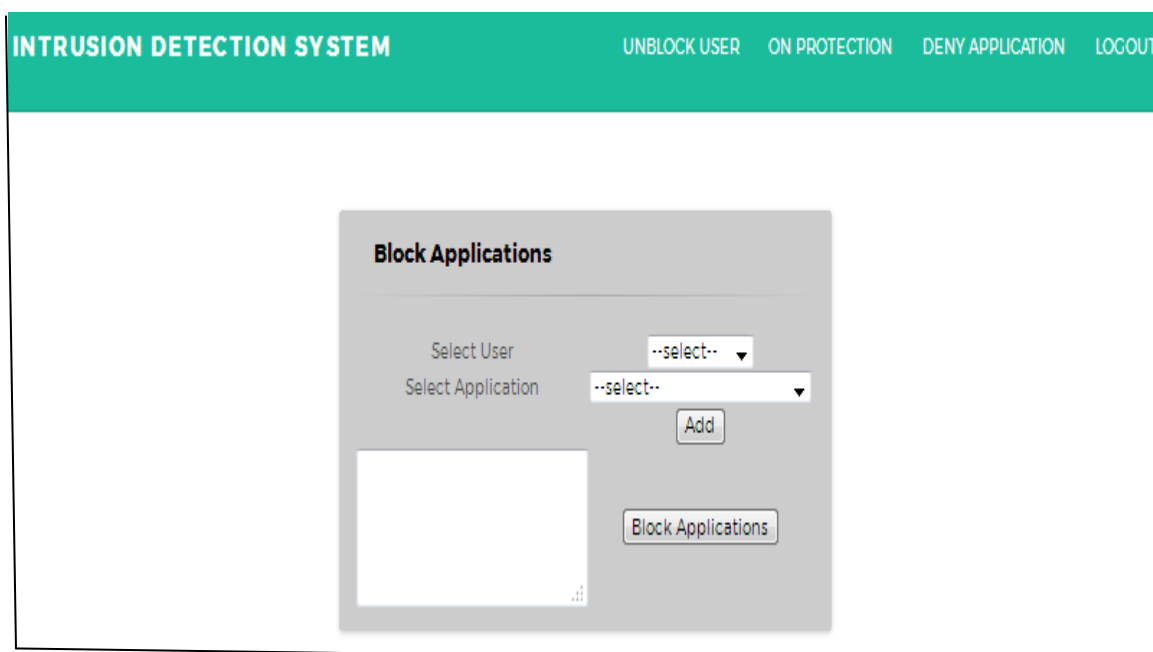 INTRUSION DETECTION SYSTEM UNBLOCK USER ON PROTECTION DENY APPLICATION LOGOUT
Block Applications
Select User --select--
Select Application --select--
Add
Block Applications